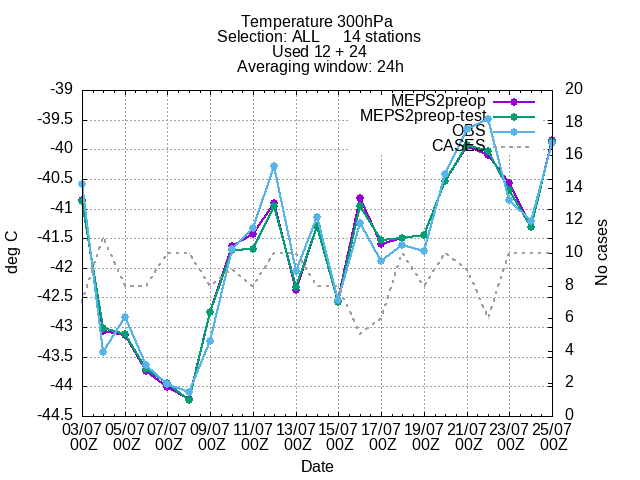 Temperature 300hPa
Selection: ALL 14 stations
Used 12 + 24
Averaging window: 24h
-39 20
MEPS2preop
-39.5 MEPS2preop-test 18
OBS
-40 CASES 16
-40.5 14
-41 12
-41.5 10
-42 8
-42.5 6
-43 4
-43.5 2
-44 0
-44.5
deg C
No cases
03/07 05/07 07/07 09/07 11/07 13/07 15/07 17/07 19/07 21/07 23/07 25/07
00Z 00Z 00Z 00Z 00Z 00Z 00Z 00Z 00Z 00Z 00Z 00Z
Date